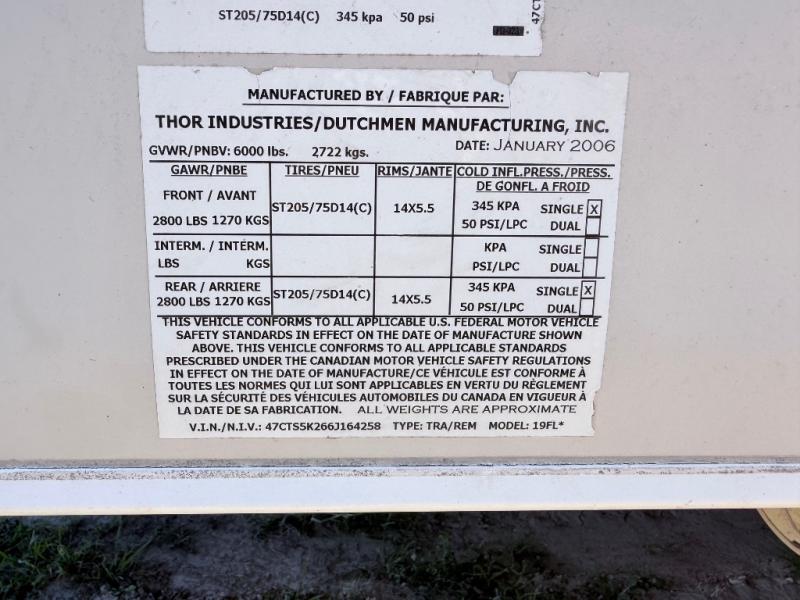 ST205/75D14(C) 345 kpa 50 psi
47CT
MANUFACTURED BY / FABRIQUE PAR:
THOR INDUSTRIES/DUTCHMEN MANUFACTURING, INC.
GVWR/PNBV: 6000 lbs. 2722 kgs. DATE: JANUARY 2006
GAWR/PNBE TIRES/PNEU RIMS/JANTE COLD INFL.PRESS./PRESS.
DE GONFL. A FROID
FRONT / AVANT ST205/75D14(C) 14X5.5 345 KPA SINGLE X
2800 LBS 1270 KGS 50 PSI/LPC DUAL
INTERM. / INTÉRM. KPA SINGLE
LBS KGS PSI/LPC DUAL
REAR / ARRIERE ST205/75D14(C) 14X5.5 345 KPA SINGLE X
2800 LBS 1270 KGS 50 PSI/LPC DUAL
THIS VEHICLE CONFORMS TO ALL APPLICABLE U.S. FEDERAL MOTOR VEHICLE
SAFETY STANDARDS IN EFFECT ON THE DATE OF MANUFACTURE SHOWN
ABOVE. THIS VEHICLE CONFORMS TO ALL APPLICABLE STANDARDS
PRESCRIBED UNDER THE CANADIAN MOTOR VEHICLE SAFETY REGULATIONS
IN EFFECT ON THE DATE OF MANUFACTURE/CE VÉHICULE EST CONFORME À
TOUTES LES NORMES QUI LUI SONT APPLICABLES EN VERTU DU RÈGLEMENT
SUR LA SÉCURITÉ DES VÉHICULES AUTOMOBILES DU CANADA EN VIGUEUR À
LA DATE DE SA FABRICATION. ALL WEIGHTS ARE APPROXIMATE
V.I.N./N.I.V.: 47CTS5K266J164258 TYPE: TRA/REM MODEL: 19FL*